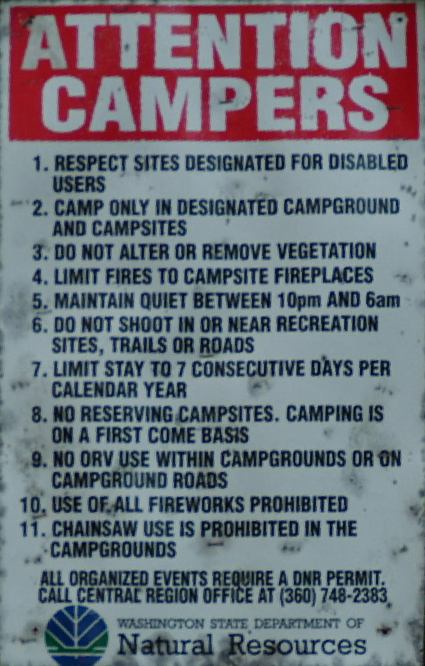 ATTENTION
CAMPERS
1. RESPECT SITES DESIGNATED FOR DISABLED
USERS
2. CAMP ONLY IN DESIGNATED CAMPGROUND
AND CAMPSITES
3. DO NOT ALTER OR REMOVE VEGETATION
4. LIMIT FIRES TO CAMPSITE FIREPLACES
5. MAINTAIN QUIET BETWEEN 10pm AND 6am
6. DO NOT SHOOT IN OR NEAR RECREATION
SITES, TRAILS OR ROADS
7. LIMIT STAY TO 7 CONSECUTIVE DAYS PER
CALENDAR YEAR
8. NO RESERVING CAMPSITES. CAMPING IS
ON A FIRST COME BASIS
9. NO ORV USE WITHIN CAMPGROUNDS OR ON
CAMPGROUND ROADS
10. USE OF ALL FIREWORKS PROHIBITED
11. CHAINSAW USE IS PROHIBITED IN THE
CAMPGROUNDS
ALL ORGANIZED EVENTS REQUIRE A DNR PERMIT.
CALL CENTRAL REGION OFFICE AT (360) 748-2383
WASHINGTON STATE DEPARTMENT OF
Natural Resources